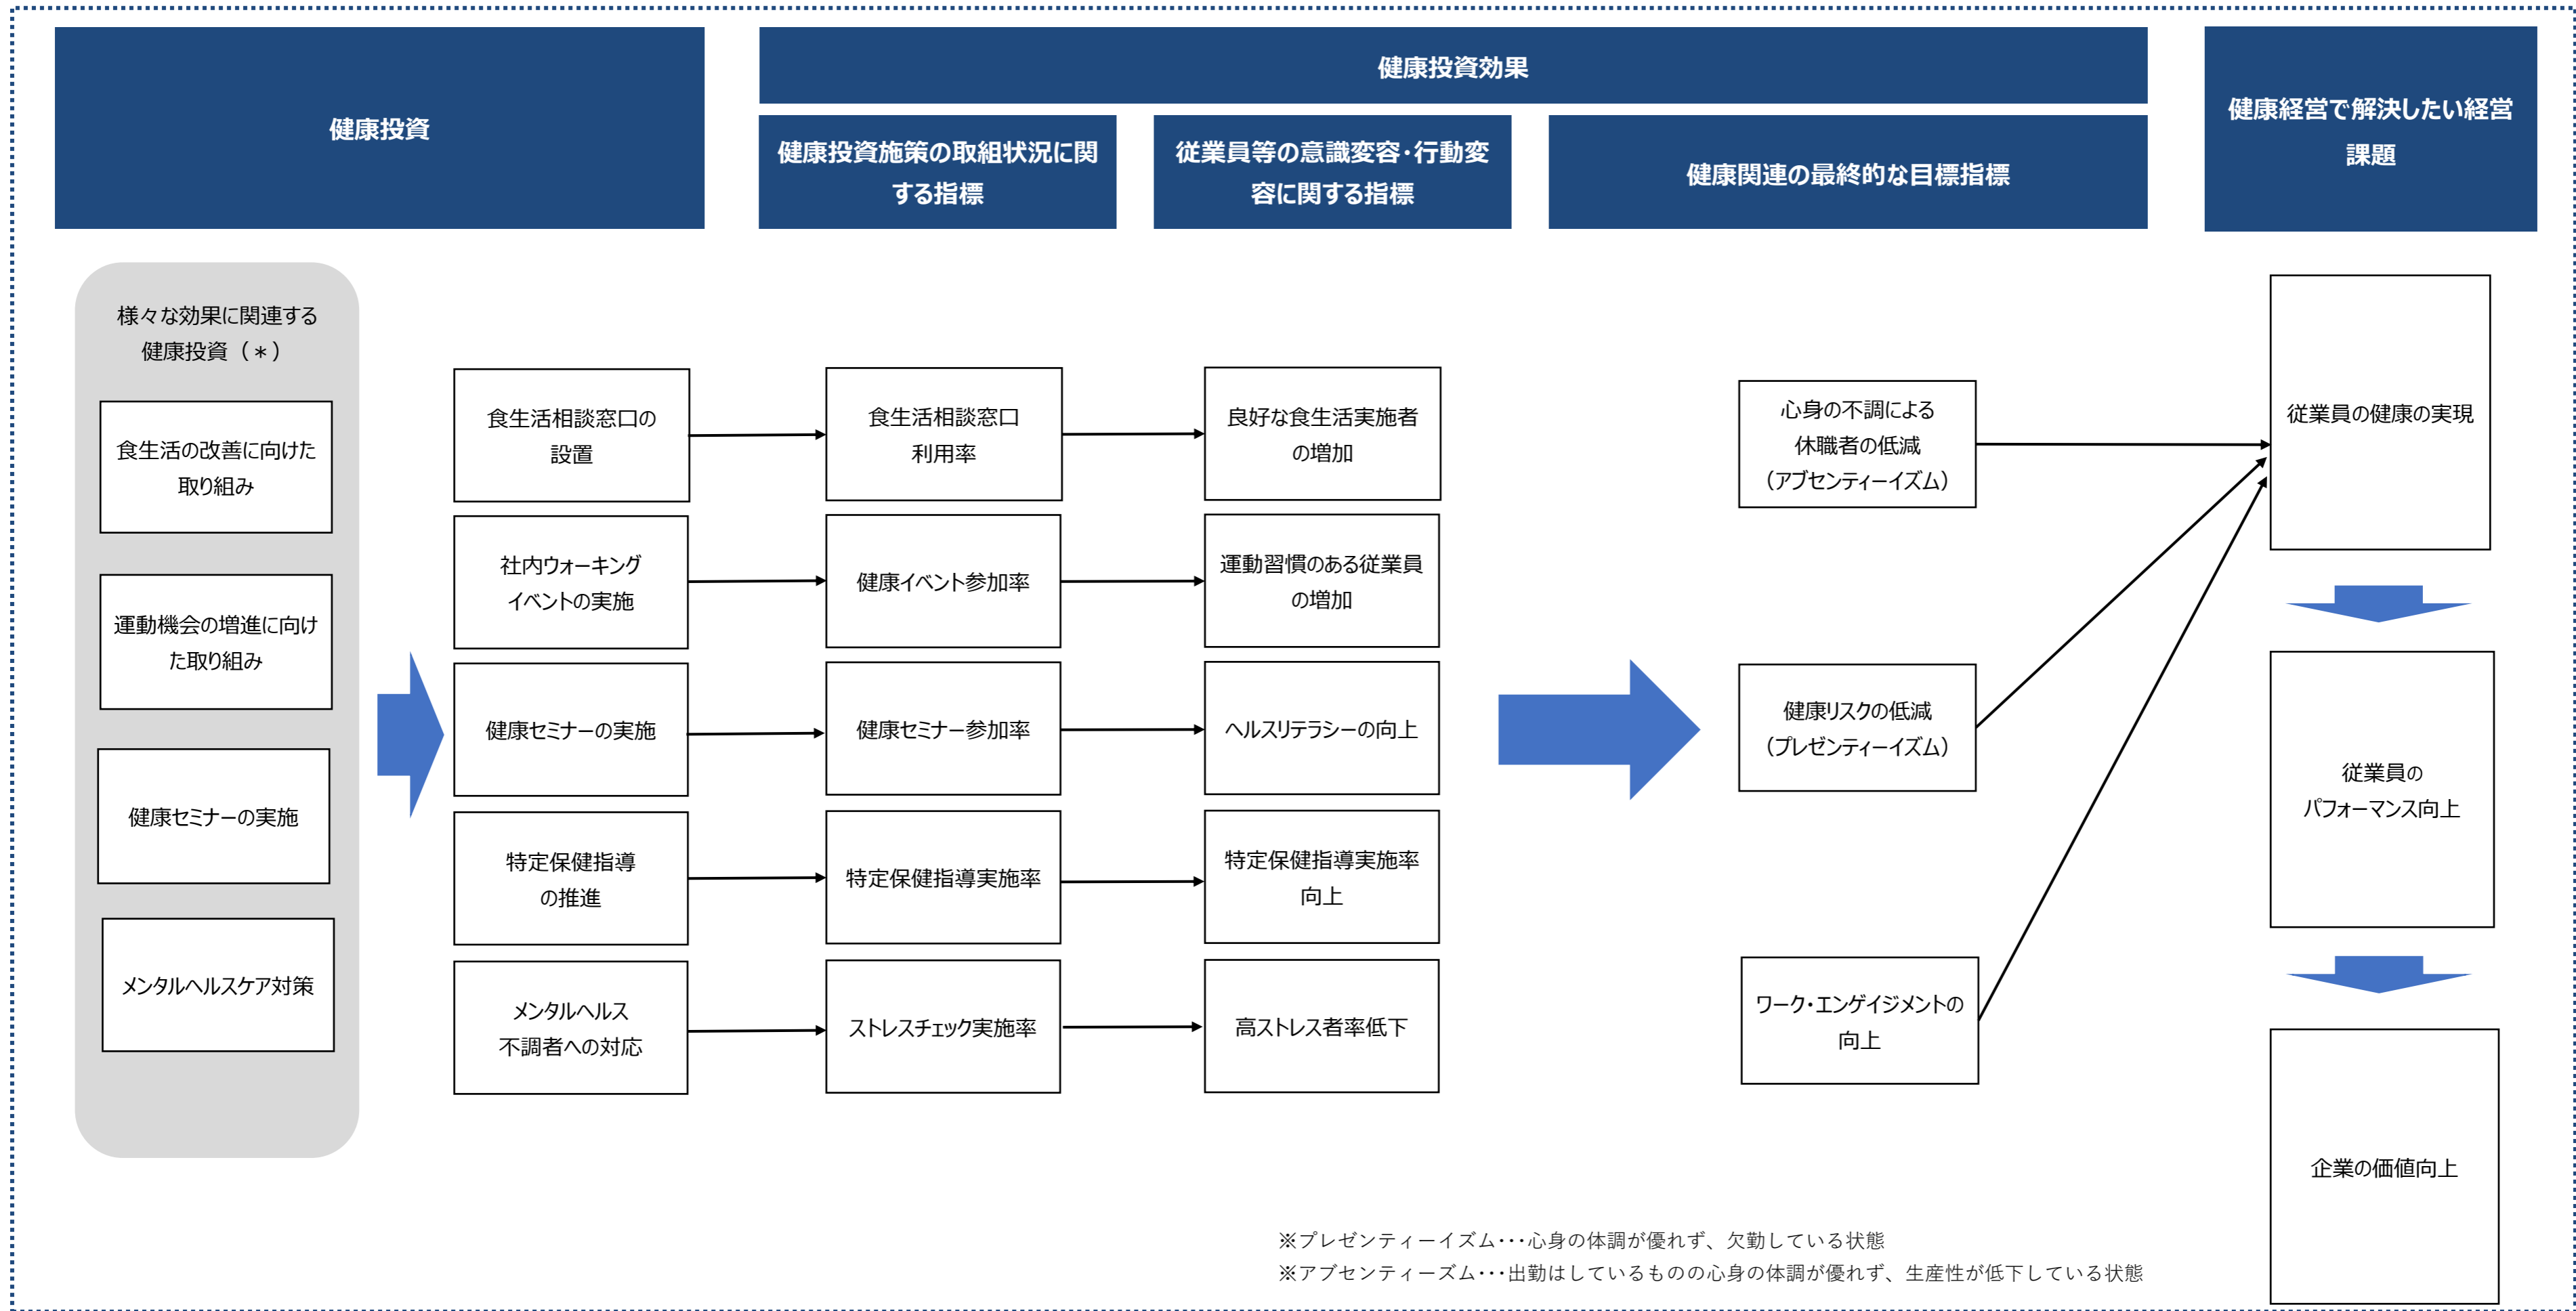 健康投資
健康投資効果
健康投資施策の取組状況に関
する指標
従業員等の意識変容・行動変
容に関する指標
健康関連の最終的な目標指標
健康経営で解決したい経営
課題
様々な効果に関連する
健康投資（＊）
食生活の改善に向けた
取り組み
運動機会の増進に向け
た取り組み
健康セミナーの実施
メンタルヘルスケア対策
食生活相談窓口の
設置
食生活相談窓口
利用率
良好な食生活実施者
の増加
社内ウォーキング
イベントの実施
健康イベント参加率
運動習慣のある従業員
の増加
健康セミナーの実施
健康セミナー参加率
ヘルスリテラシーの向上
特定保健指導
の推進
特定保健指導実施率
特定保健指導実施率
向上
メンタルヘルス
不調者への対応
ストレスチェック実施率
高ストレス者率低下
心身の不調による
休職者の低減
（アブセンティーイズム）
健康リスクの低減
（プレゼンティーイズム）
ワーク・エンゲイジメントの
向上
従業員の健康の実現
従業員の
パフォーマンス向上
企業の価値向上
※プレゼンティーイズム・・・心身の体調が優れず、欠勤している状態
※アブセンティーズム・・・出勤はしているものの心身の体調が優れず、生産性が低下している状態